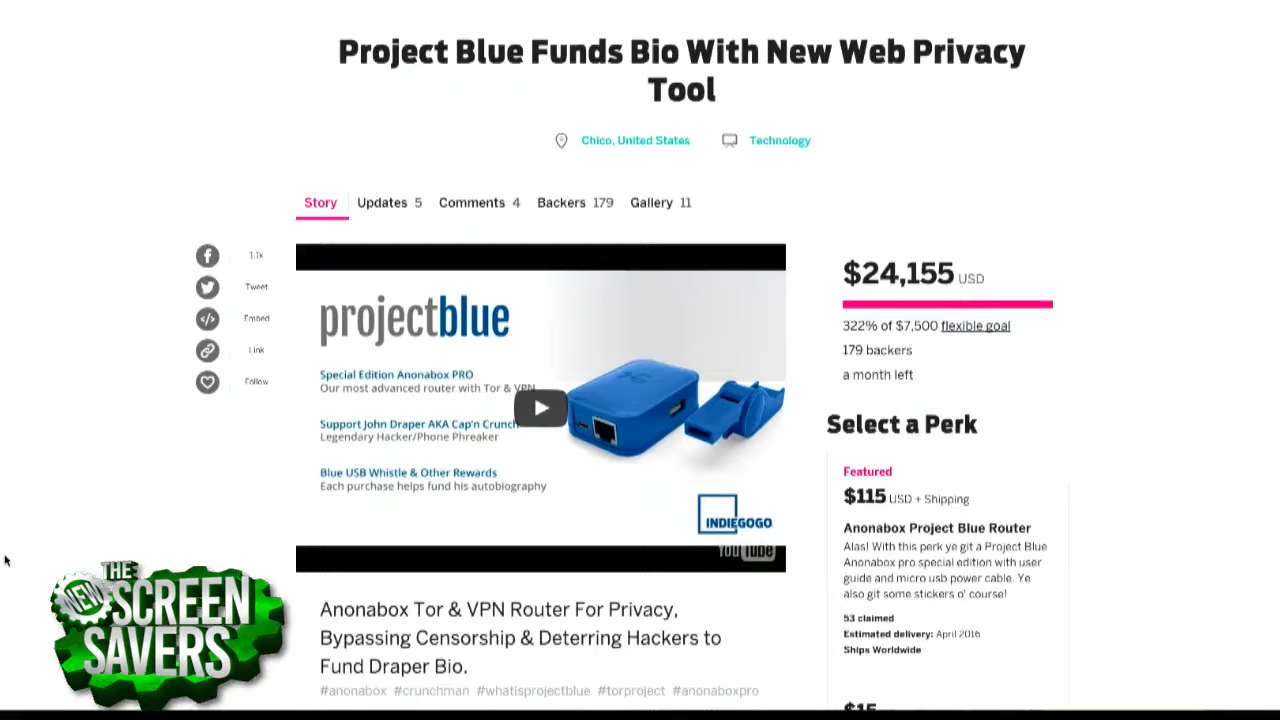 Project Blue Funds Bio With New Web Privacy
Tool
Chico, United States Technology
Story Updates 5 Comments 4 Backers 179 Gallery 11
1.1k
Tweet
Embed
Link
Follow
projectblue
Special Edition Anonabox PRO
Our most advanced router with Tor & VPN
Support John Draper AKA Cap'n Crunch
Legendary Hacker/Phone Phreaker
Blue USB Whistle & Other Rewards
Each purchase helps fund his autobiography
INDIEGOGO
YouTube
$24,155 USD
322% of $7,500 flexible goal
179 backers
a month left
Select a Perk
Featured
$115 USD + Shipping
Anonabox Project Blue Router
Alas! With this perk ye git a Project Blue
Anonabox pro special edition with user
guide and micro usb power cable. Ye
also git some stickers o' course!
53 claimed
Estimated delivery: April 2016
Ships Worldwide
$15
Anonabox Tor & VPN Router For Privacy,
Bypassing Censorship & Deterring Hackers to
Fund Draper Bio.
#anonabox #crunchman #whatisprojectblue #torproject #anonaboxpro
THE
NEW SCREEN
SAVERS